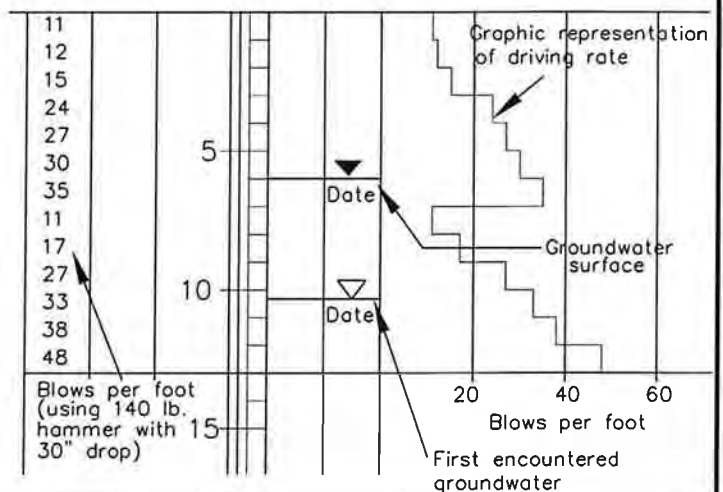 11
12
15
24
27
30
35
11
17
27
33
38
48
Blows per foot
(using 140 lb.
hammer with
30" drop)
5
10
15
Date
Date
Graphic representation
of driving rate
Groundwater
surface
20 40 60
Blows per foot
First encountered
groundwater